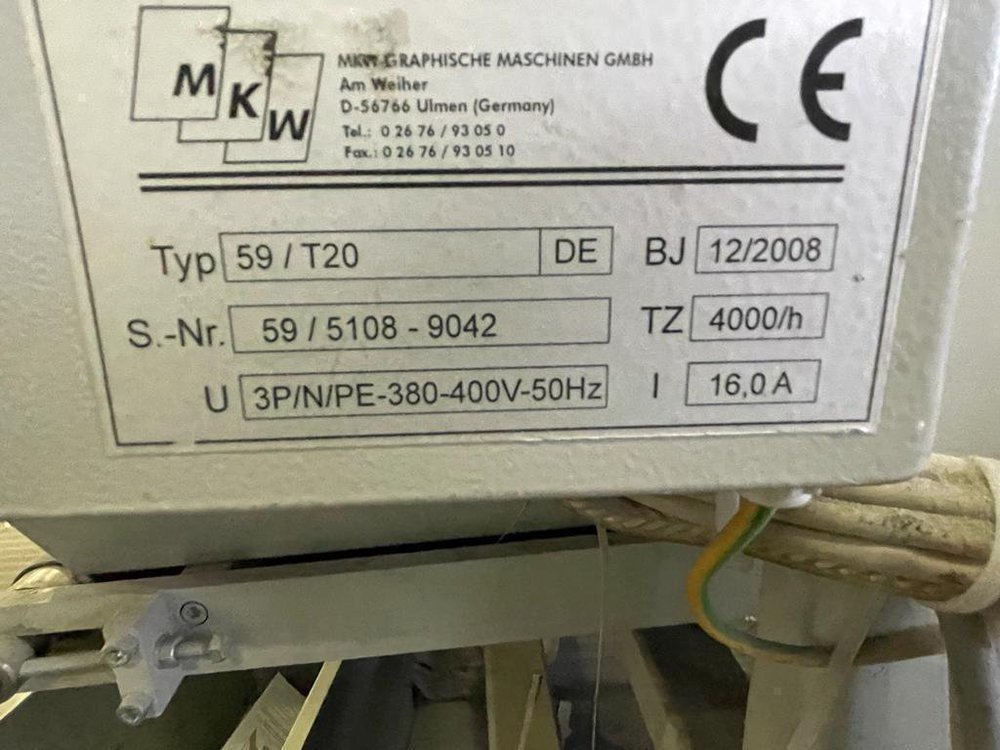 MKW
MKW GRAPHISCHE MASCHINEN GMBH
Am Weiher
D-56766 Ulmen (Germany)
Tel.: 0 26 76 / 93 05 0
Fax.: 0 26 76 / 93 05 10
CE
Typ 59 / T20 DE BJ 12/2008
S.-Nr. 59 / 5108 - 9042 TZ 4000/h
U 3P/N/PE-380-400V-50Hz I 16,0 A